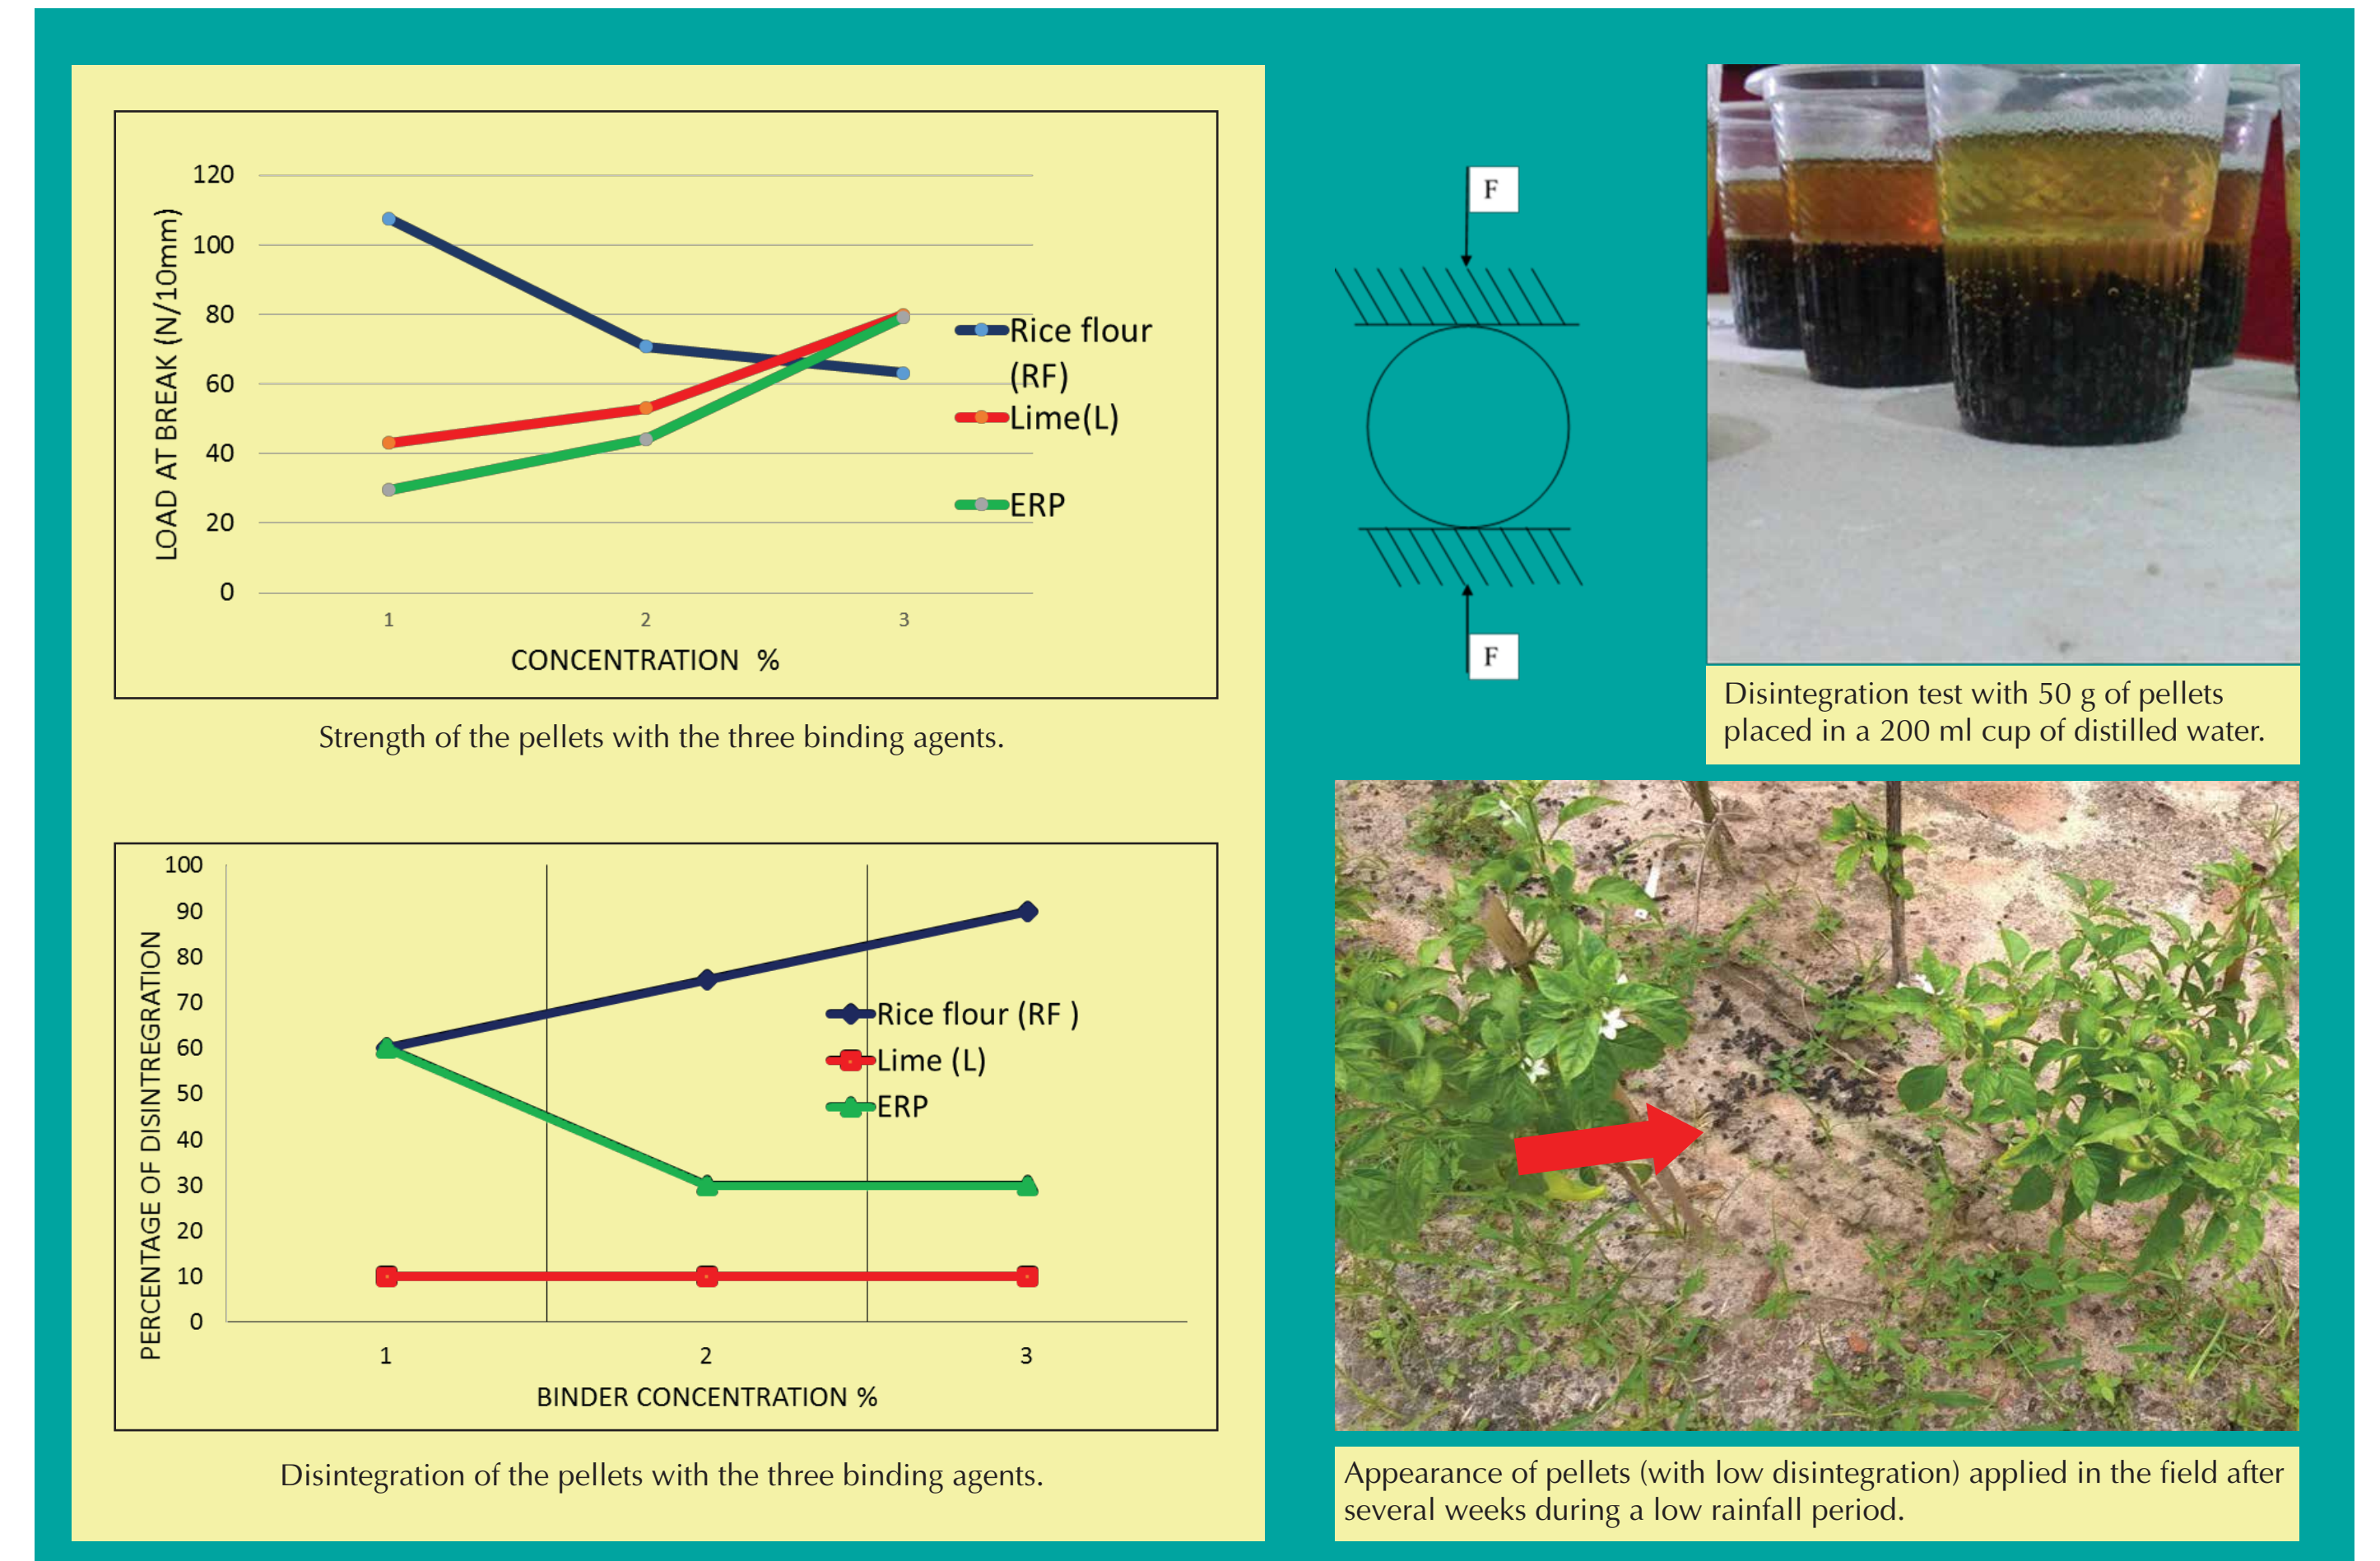 120
100
80
60
40
20
0
LOAD AT BREAK (N/10mm)
1 2 3
CONCENTRATION %
Rice flour
(RF)
Lime(L)
ERP
Strength of the pellets with the three binding agents.
100
90
80
70
60
50
40
30
20
10
0
PERCENTAGE OF DISINTREGRATION
1 2 3
BINDER CONCENTRATION %
Rice flour (RF )
Lime (L)
ERP
Disintegration of the pellets with the three binding agents.
F
F
Disintegration test with 50 g of pellets
placed in a 200 ml cup of distilled water.
Appearance of pellets (with low disintegration) applied in the field after
several weeks during a low rainfall period.